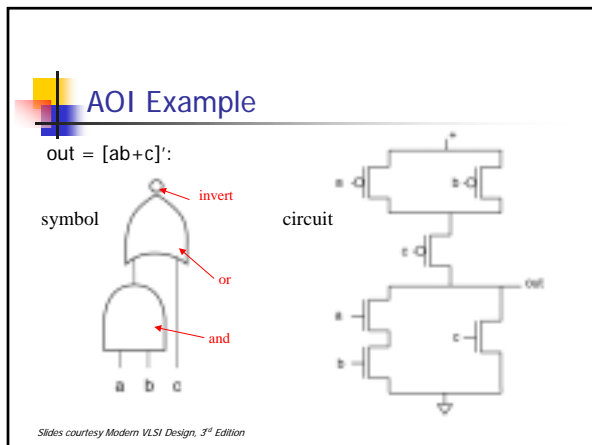 AOI Example
out = [ab+c]':
symbol
invert
or
and
a b c
circuit
+
a
b
c
out
a
b
c
Slides courtesy Modern VLSI Design, 3rd Edition